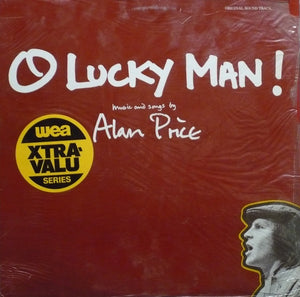 ORIGINAL SOUND TRACK
O LUCKY MAN!
music and songs by
Alan Price
wea
XTRA-
VALU
SERIES